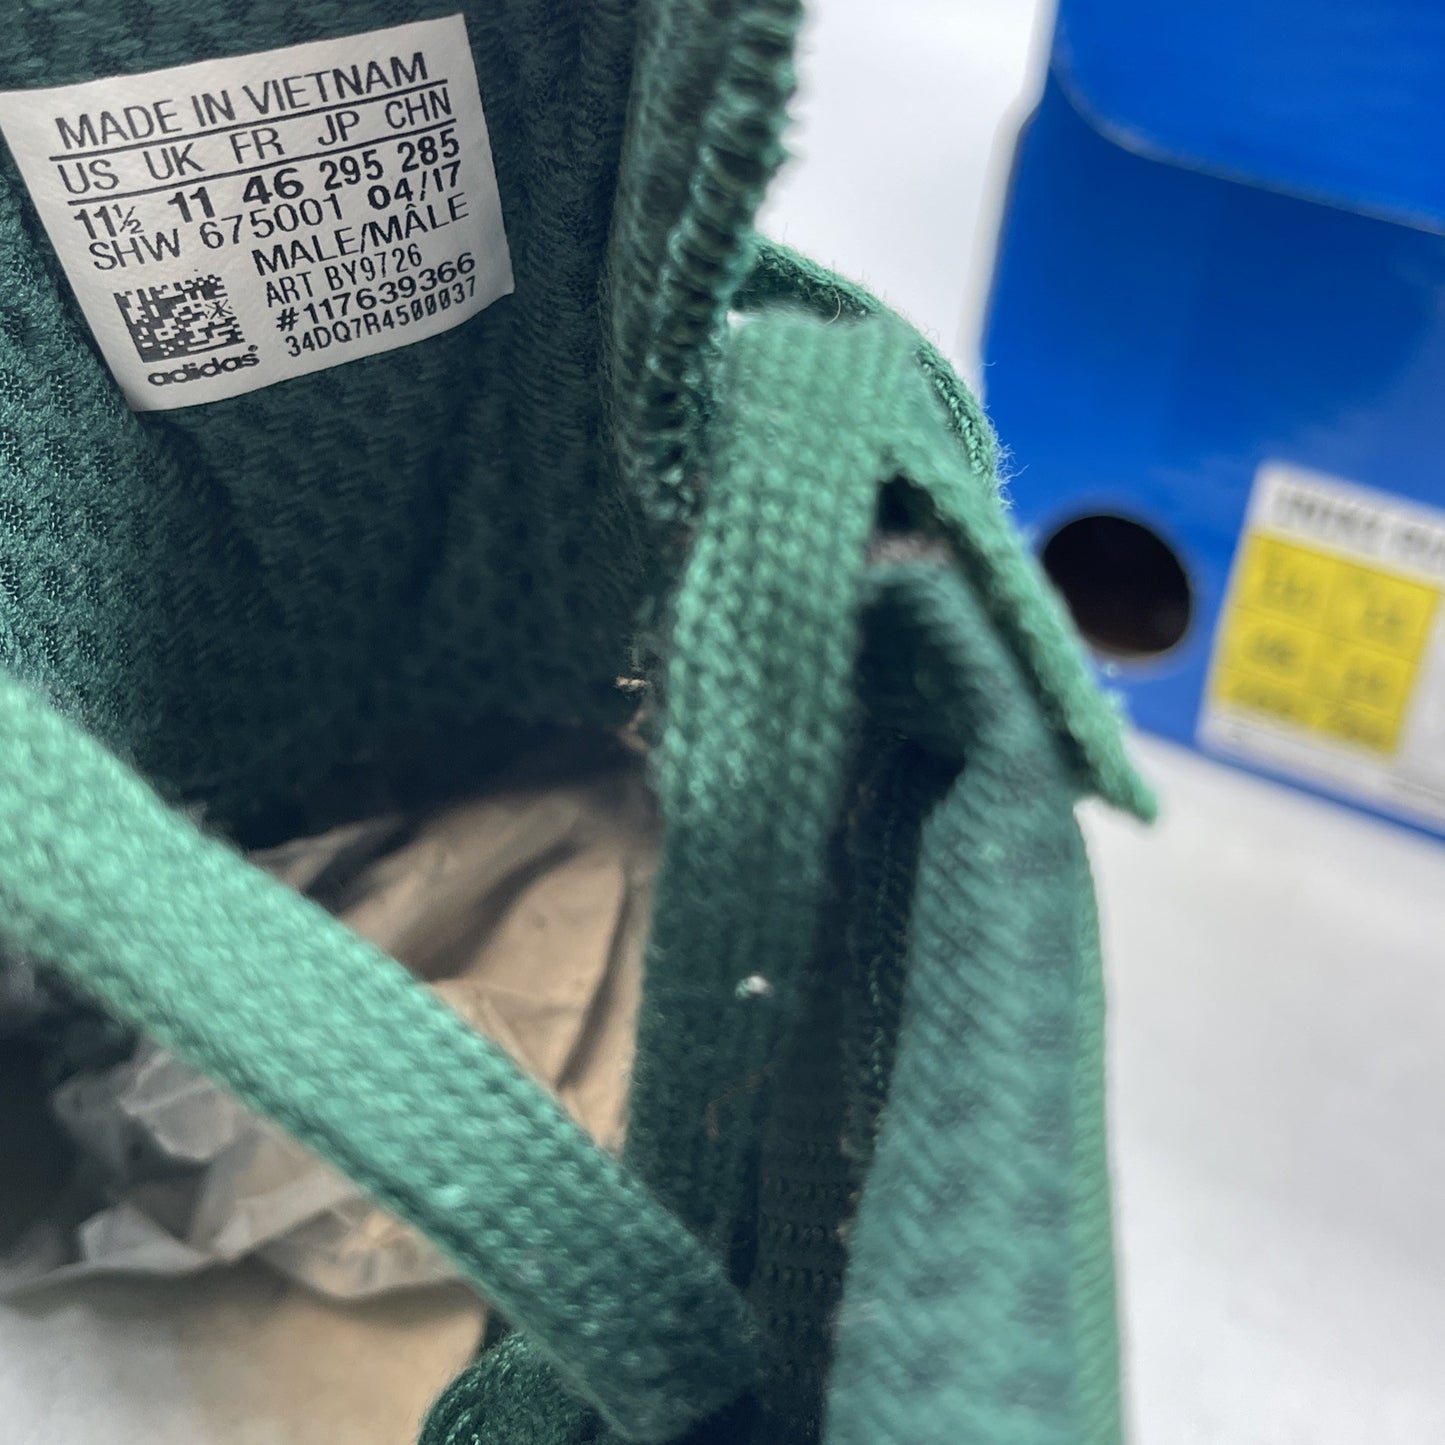 MADE IN VIETNAM
US UK FR JP CHN
11½ 11 46 295 285
SHW 675001 04/17
MALE/MÂLE
ART BY9726
#117639366
34DQ7R4500037
adidas®